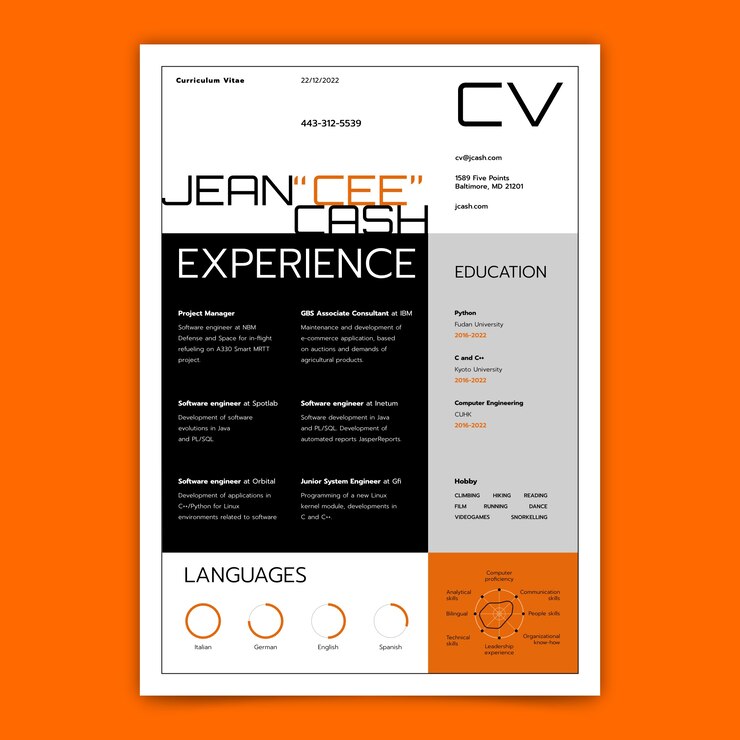 Curriculum Vitae
22/12/2022
CV
443-312-5539
cv@jcash.com
1589 Five Points
Baltimore, MD 21201
jcash.com
JEAN “CEE”
CASH
EXPERIENCE
Project Manager
Software engineer at NBM
Defense and Space for in-flight
refueling on A330 Smart MRTT
project.
GBS Associate Consultant at IBM
Maintenance and development of
e-commerce application, based
on auctions and demands of
agricultural products.
Software engineer at Spotlab
Development of software
evolutions in Java
and PL/SQL
Software engineer at Inetum
Software development in Java
and PL/SQL. Development of
automated reports JasperReports.
Software engineer at Orbital
Development of applications in
C++/Python for Linux
environments related to software
Junior System Engineer at Gfi
Programming of a new Linux
kernel module, developments in
C and C++.
EDUCATION
Python
Fudan University
2016-2022
C and C++
Kyoto University
2016-2022
Computer Engineering
CUHK
2016-2022
Hobby
CLIMBING HIKING READING
FILM RUNNING DANCE
VIDEOGAMES SNORKELLING
LANGUAGES
Italian
German
English
Spanish
Computer
proficiency
Analytical
skills
Communication
skills
Bilingual
People skills
Technical
skills
Organizational
know-how
Leadership
experience